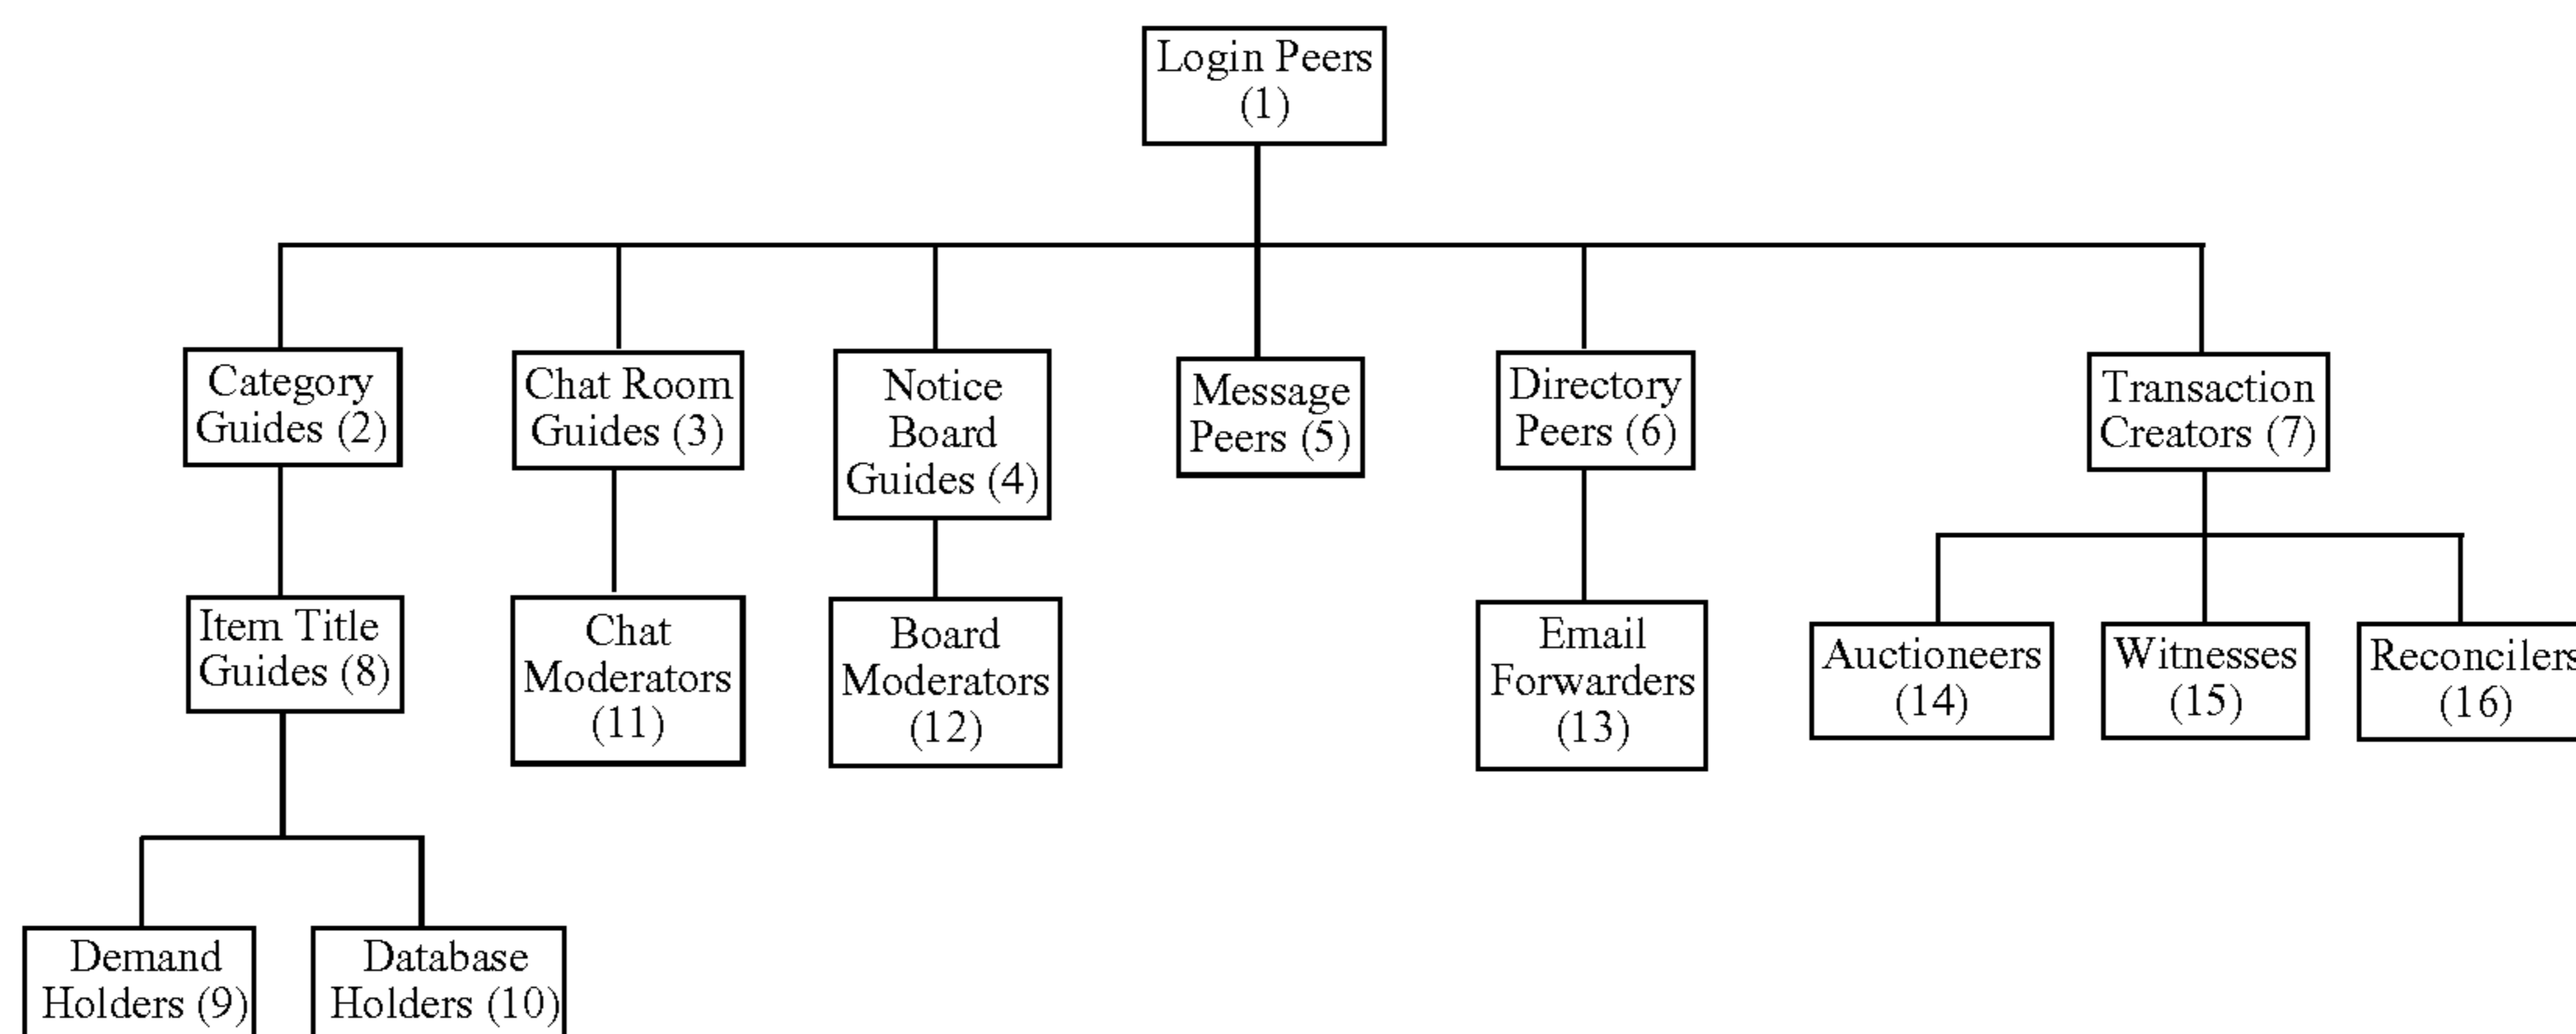 Login Peers
(1)
Category
Guides (2)
Chat Room
Guides (3)
Notice
Board
Guides (4)
Message
Peers (5)
Directory
Peers (6)
Transaction
Creators (7)
Item Title
Guides (8)
Chat
Moderators
(11)
Board
Moderators
(12)
Email
Forwarders
(13)
Auctioneers
(14)
Witnesses
(15)
Reconcilers
(16)
Demand
Holders (9)
Database
Holders (10)